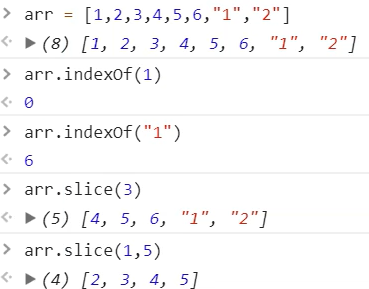 > arr = [1,2,3,4,5,6,"1","2"]
<· ▶ (8) [1, 2, 3, 4, 5, 6, "1", "2"]
> arr.indexOf(1)
<· 0
> arr.indexOf("1")
<· 6
> arr.slice(3)
<· ▶ (5) [4, 5, 6, "1", "2"]
> arr.slice(1,5)
<· ▶ (4) [2, 3, 4, 5]